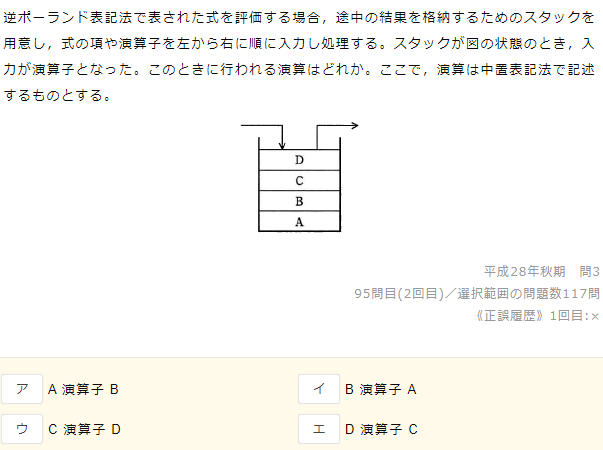 逆ポーランド表記法で表された式を評価する場合，途中の結果を格納するためのスタックを
用意し，式の項や演算子を左から右に順に入力し処理する。スタックが図の状態のとき，入
力が演算子となった。このときに行われる演算はどれか。ここで，演算は中置表記法で記述
するものとする。
D
C
B
A
平成28年秋期　問3
95問目(2回目)／選択範囲の問題数117問
《正誤履歴》1回目:×
ア A 演算子 B
イ B 演算子 A
ウ C 演算子 D
エ D 演算子 C